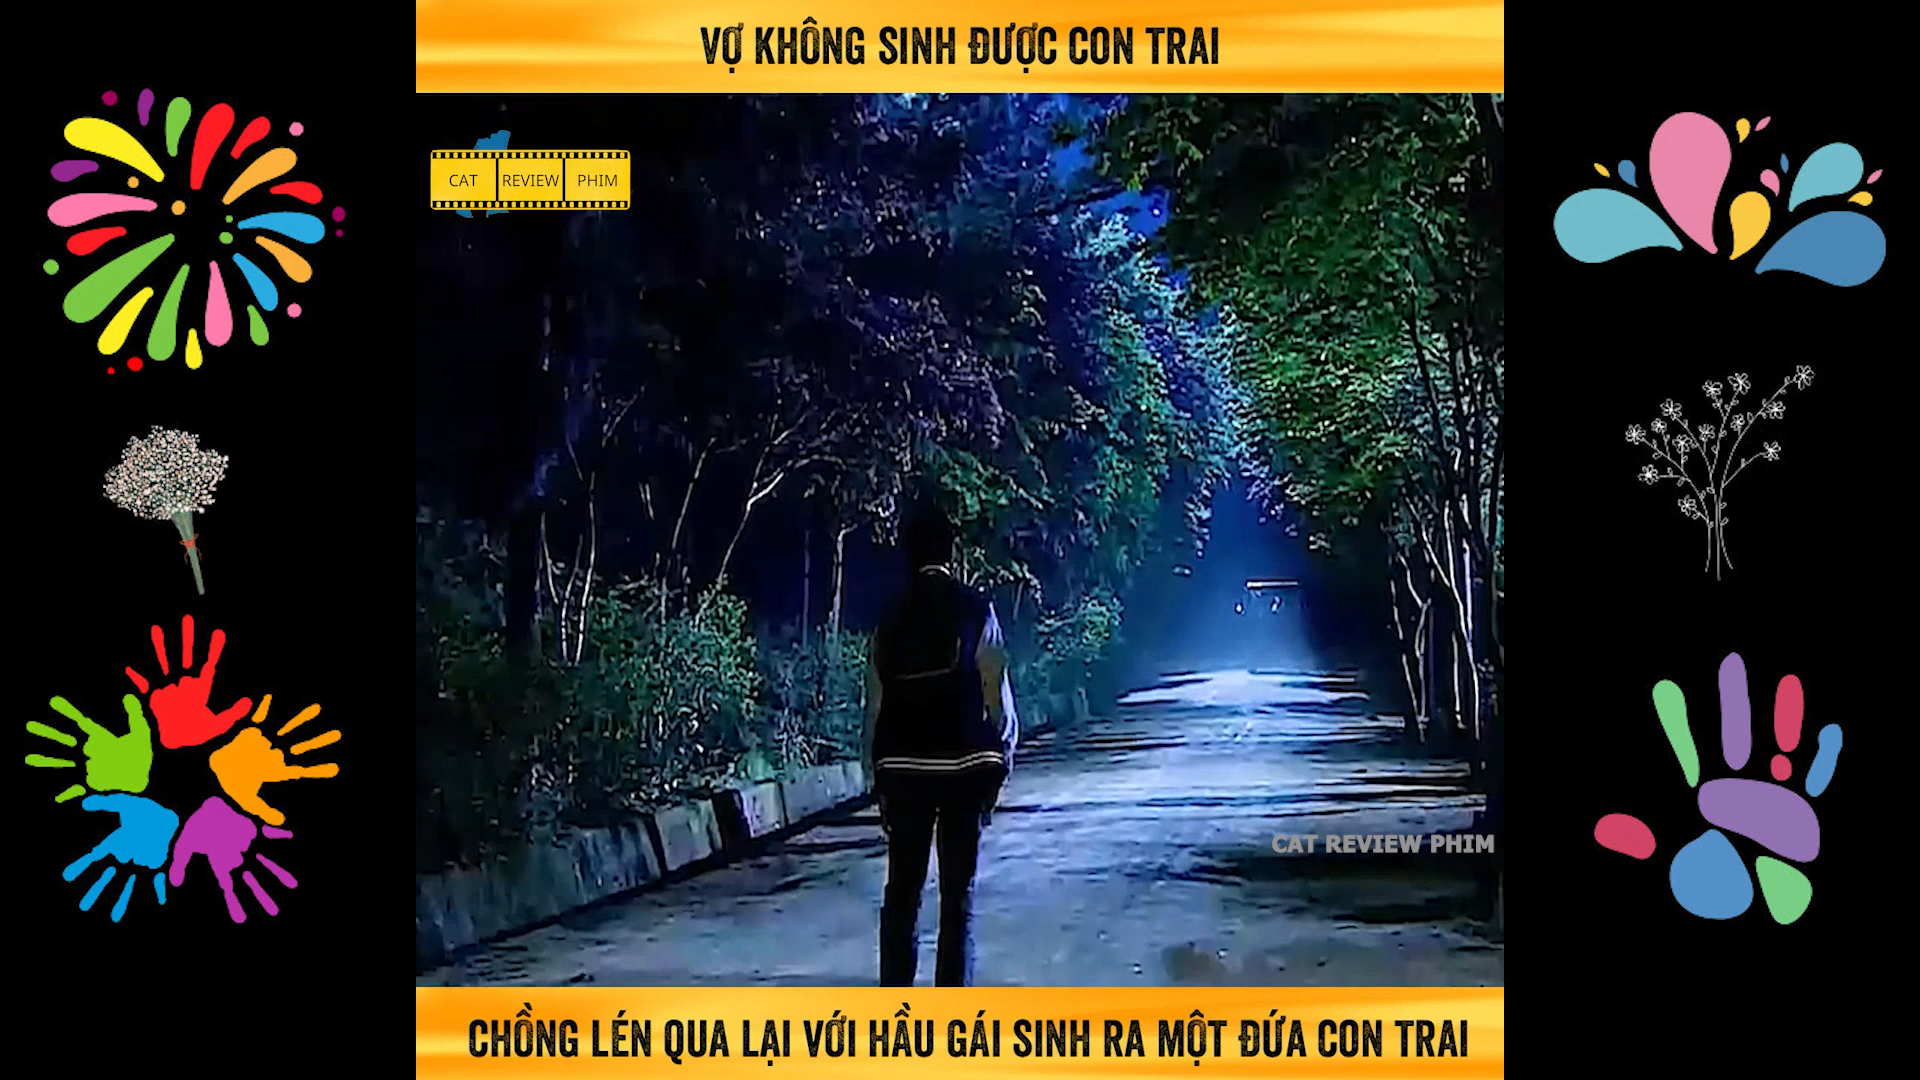 VỢ KHÔNG SINH ĐƯỢC CON TRAI
CAT REVIEW PHIM
CAT REVIEW PHIM
CHỒNG LÉN QUA LẠI VỚI HẦU GÁI SINH RA MỘT ĐỨA CON TRAI